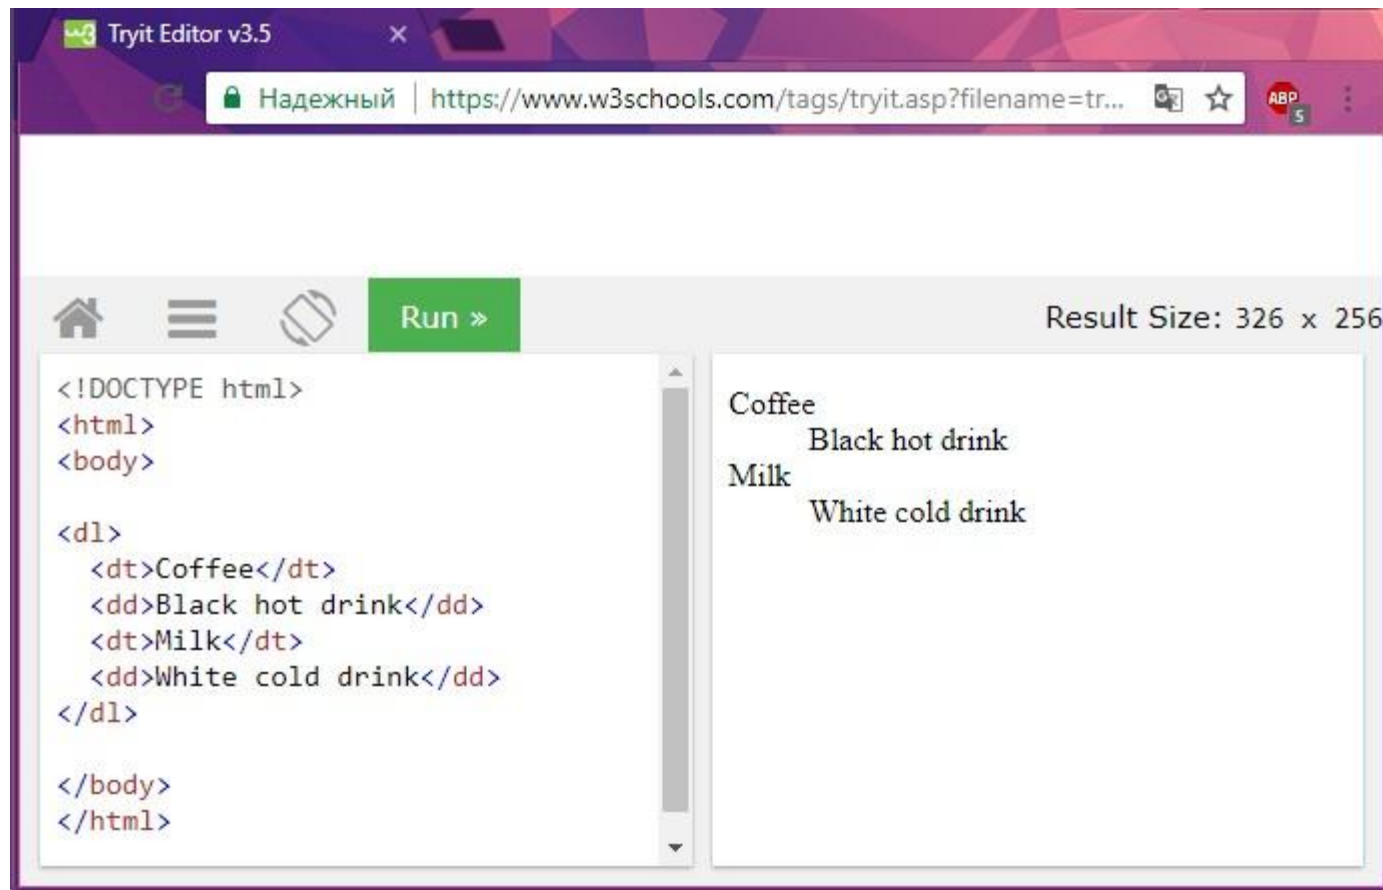 w3 Tryit Editor v3.5
Надежный | https://www.w3schools.com/tags/tryit.asp?filename=tr...
ABP
5
Run »
Result Size: 326 x 256
<!DOCTYPE html>
<html>
<body>
<dl>
<dt>Coffee</dt>
<dd>Black hot drink</dd>
<dt>Milk</dt>
<dd>White cold drink</dd>
</dl>
</body>
</html>
Coffee
Black hot drink
Milk
White cold drink